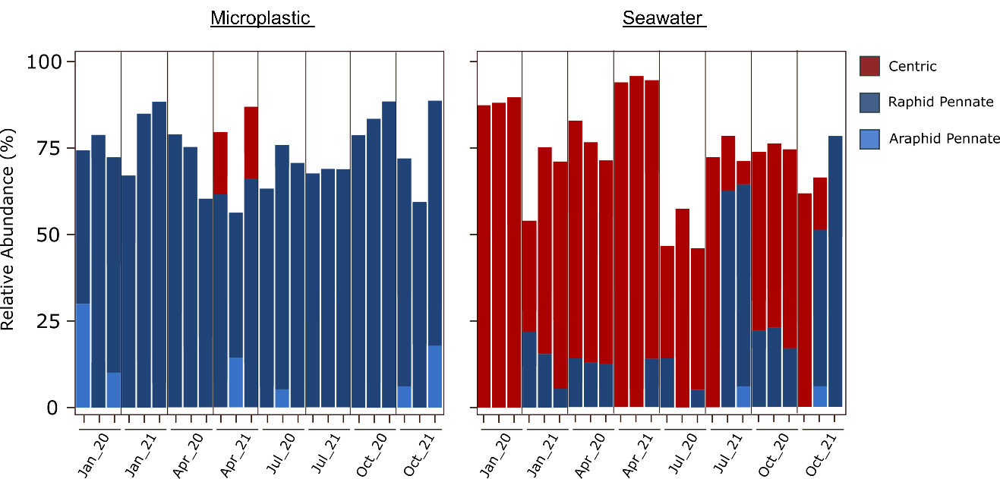 Microplastic
Seawater
Relative Abundance (%)
100
75
50
25
0
Centric
Raphid Pennate
Araphid Pennate
Jan_20
Jan_21
Apr_20
Apr_21
Jul_20
Jul_21
Oct_20
Oct_21
Jan_20
Jan_21
Apr_20
Apr_21
Jul_20
Jul_21
Oct_20
Oct_21